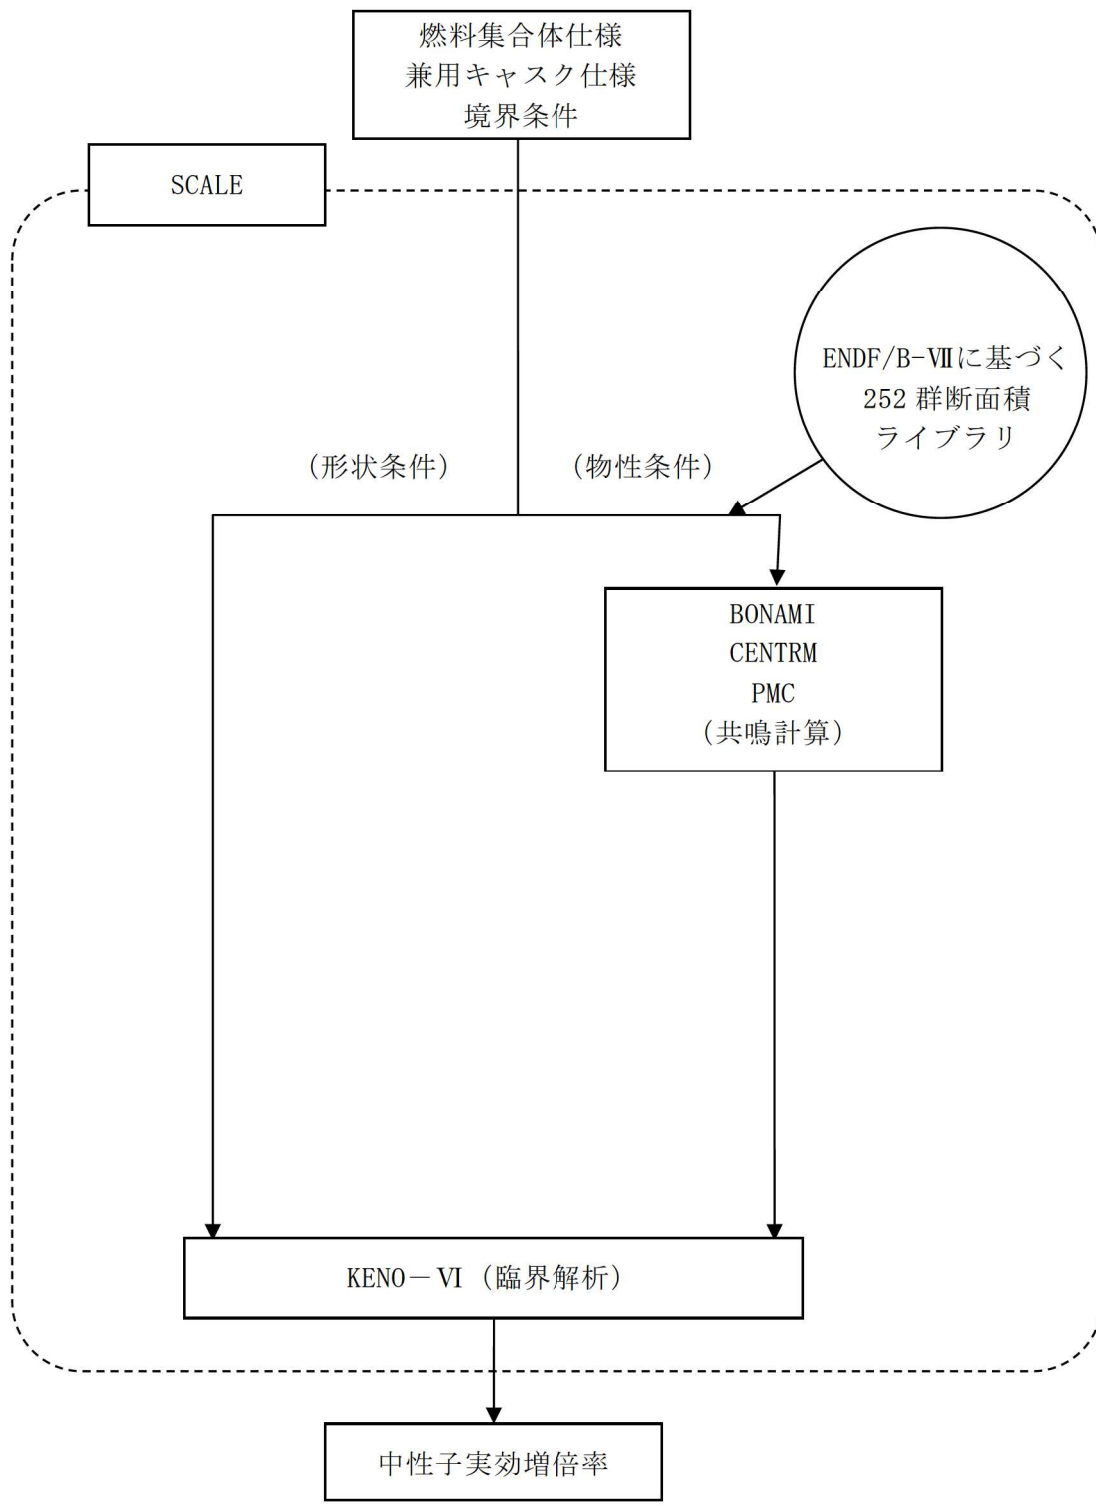 燃料集合体仕様
兼用キャスク仕様
境界条件
SCALE
ENDF/B-Ⅶに基づく
252 群断面積
ライブラリ
(形状条件)
(物性条件)
BONAMI
CENTRM
PMC
(共鳴計算)
KENO-Ⅵ (臨界解析)
中性子実効増倍率